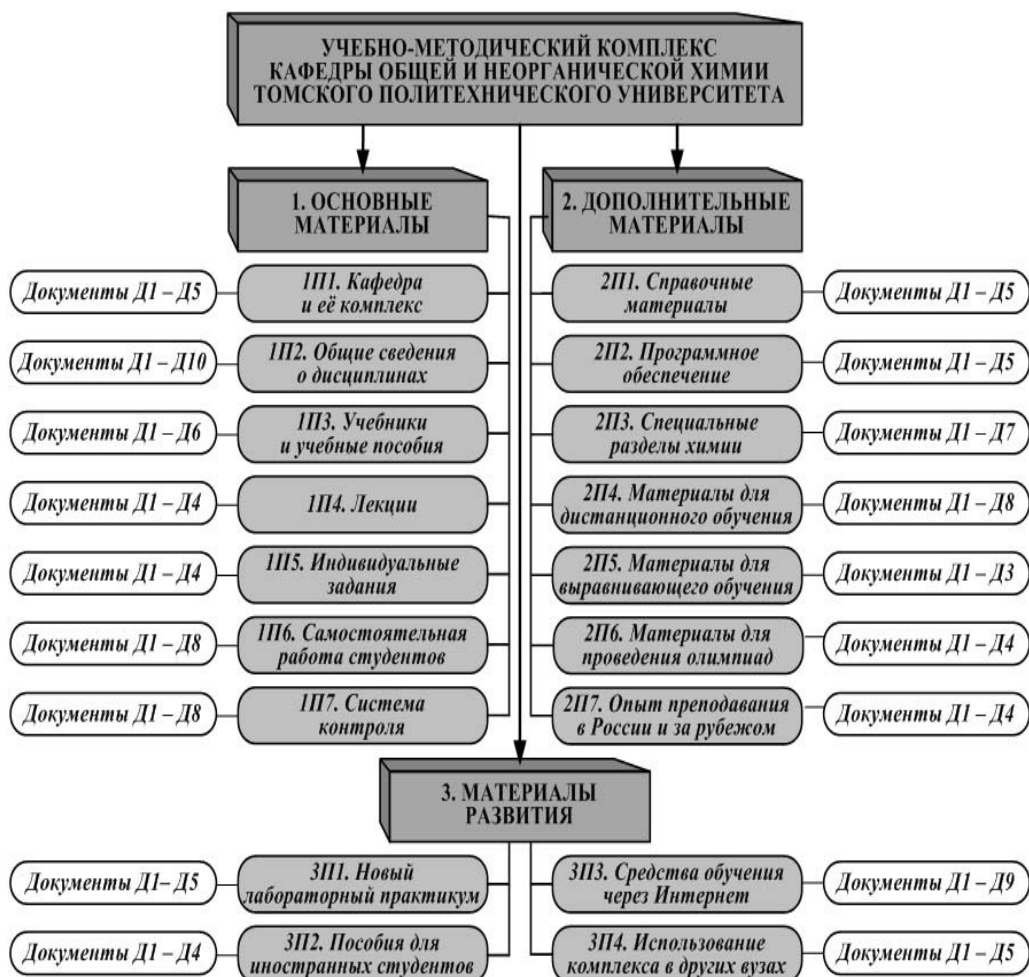 УЧЕБНО-МЕТОДИЧЕСКИЙ КОМПЛЕКС
КАФЕДРЫ ОБЩЕЙ И НЕОРГАНИЧЕСКОЙ ХИМИИ
ТОМСКОГО ПОЛИТЕХНИЧЕСКОГО УНИВЕРСИТЕТА
1. ОСНОВНЫЕ
МАТЕРИАЛЫ
Документы Д1 – Д5
1П1. Кафедра
и её комплекс
Документы Д1 – Д10
1П2. Общие сведения
о дисциплинах
Документы Д1 – Д6
1П3. Учебники
и учебные пособия
Документы Д1 – Д4
1П4. Лекции
Документы Д1 – Д4
1П5. Индивидуальные
задания
Документы Д1 – Д8
1П6. Самостоятельная
работа студентов
Документы Д1 – Д8
1П7. Система
контроля
2. ДОПОЛНИТЕЛЬНЫЕ
МАТЕРИАЛЫ
2П1. Справочные
материалы
Документы Д1 – Д5
2П2. Программное
обеспечение
Документы Д1 – Д5
2П3. Специальные
разделы химии
Документы Д1 – Д7
2П4. Материалы для
дистанционного обучения
Документы Д1 – Д8
2П5. Материалы для
выравнивающего обучения
Документы Д1 – Д3
2П6. Материалы для
проведения олимпиад
Документы Д1 – Д4
2П7. Опыт преподавания
в России и за рубежом
Документы Д1 – Д4
3. МАТЕРИАЛЫ
РАЗВИТИЯ
Документы Д1– Д5
3П1. Новый
лабораторный практикум
Документы Д1 – Д4
3П2. Пособия для
иностранных студентов
3П3. Средства обучения
через Интернет
Документы Д1 – Д9
3П4. Использование
комплекса в других вузах
Документы Д1 – Д5